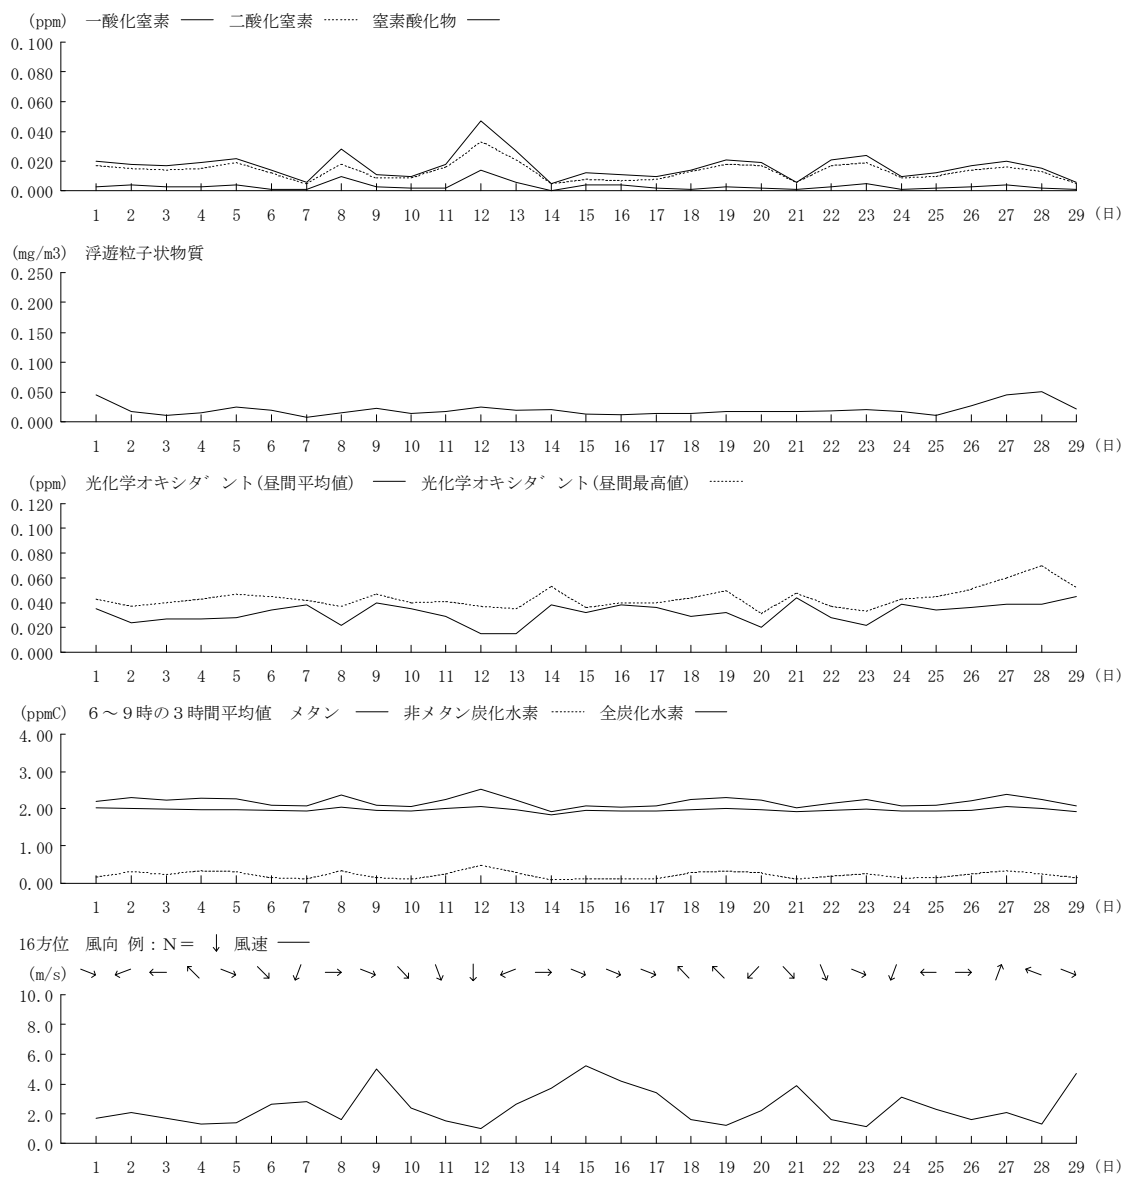 (ppm) 一酸化窒素 二酸化窒素 窒素酸化物
0.100
0.080
0.060
0.040
0.020
0.000
1 2 3 4 5 6 7 8 9 10 11 12 13 14 15 16 17 18 19 20 21 22 23 24 25 26 27 28 29 (日)
(mg/m3) 浮遊粒子状物質
0.250
0.200
0.150
0.100
0.050
0.000
1 2 3 4 5 6 7 8 9 10 11 12 13 14 15 16 17 18 19 20 21 22 23 24 25 26 27 28 29 (日)
(ppm) 光化学オキシダント(昼間平均値) 光化学オキシダント(昼間最高値)
0.120
0.100
0.080
0.060
0.040
0.020
0.000
1 2 3 4 5 6 7 8 9 10 11 12 13 14 15 16 17 18 19 20 21 22 23 24 25 26 27 28 29 (日)
(ppmC) 6～9時の3時間平均値 メタン 非メタン炭化水素 全炭化水素
4.00
3.00
2.00
1.00
0.00
1 2 3 4 5 6 7 8 9 10 11 12 13 14 15 16 17 18 19 20 21 22 23 24 25 26 27 28 29 (日)
16方位 風向 例：N＝ ↓ 風速
(m/s)
10.0
8.0
6.0
4.0
2.0
0.0
1 2 3 4 5 6 7 8 9 10 11 12 13 14 15 16 17 18 19 20 21 22 23 24 25 26 27 28 29 (日)